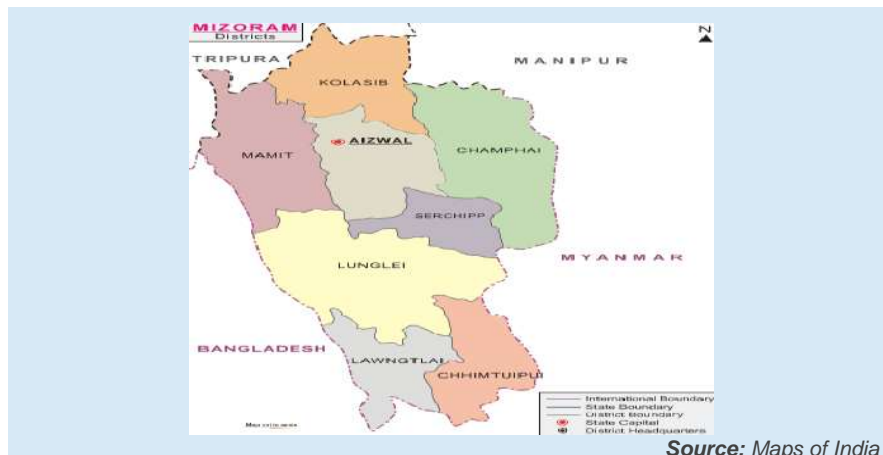 MIZORAM
Districts
N
TRIPURA
MANIPUR
KOLASIB
AIZWAL
MAMIT
CHAMPHAI
SERCHIPP
MYANMAR
LUNGLEI
BANGLADESH
LAWNGTLAI
CHHIMTUIPUI
International Boundary
State Boundary
District Boundary
State Capital
District Headquarters
Source: Maps of India